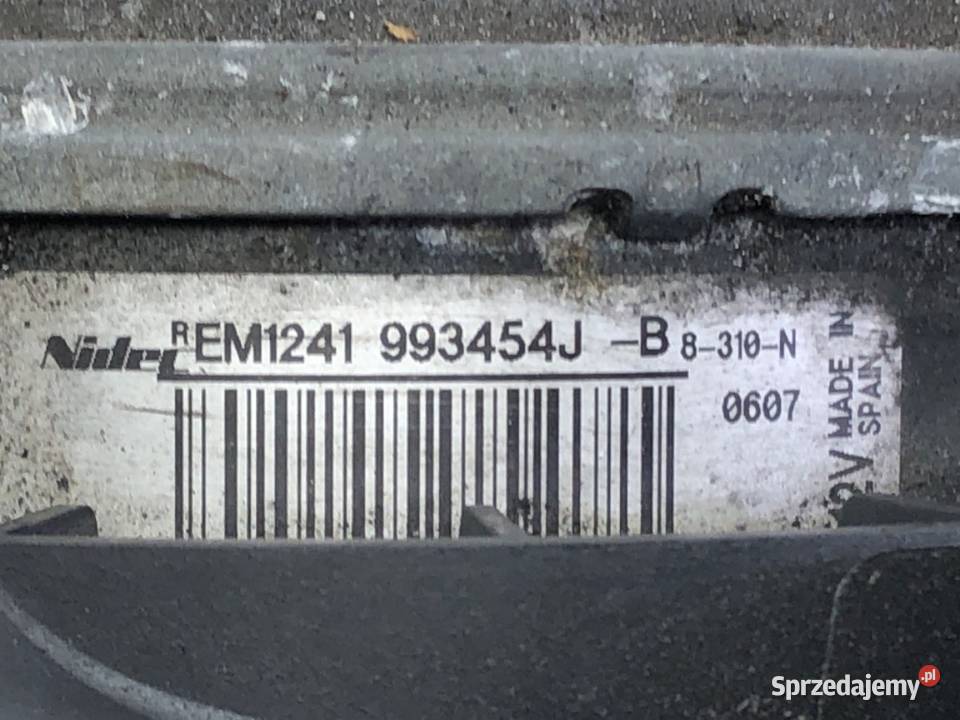 Nidec R EM1241 993454J -B 8-310-N
0607
MADE IN
SPAIN
Sprzedajemy.pl